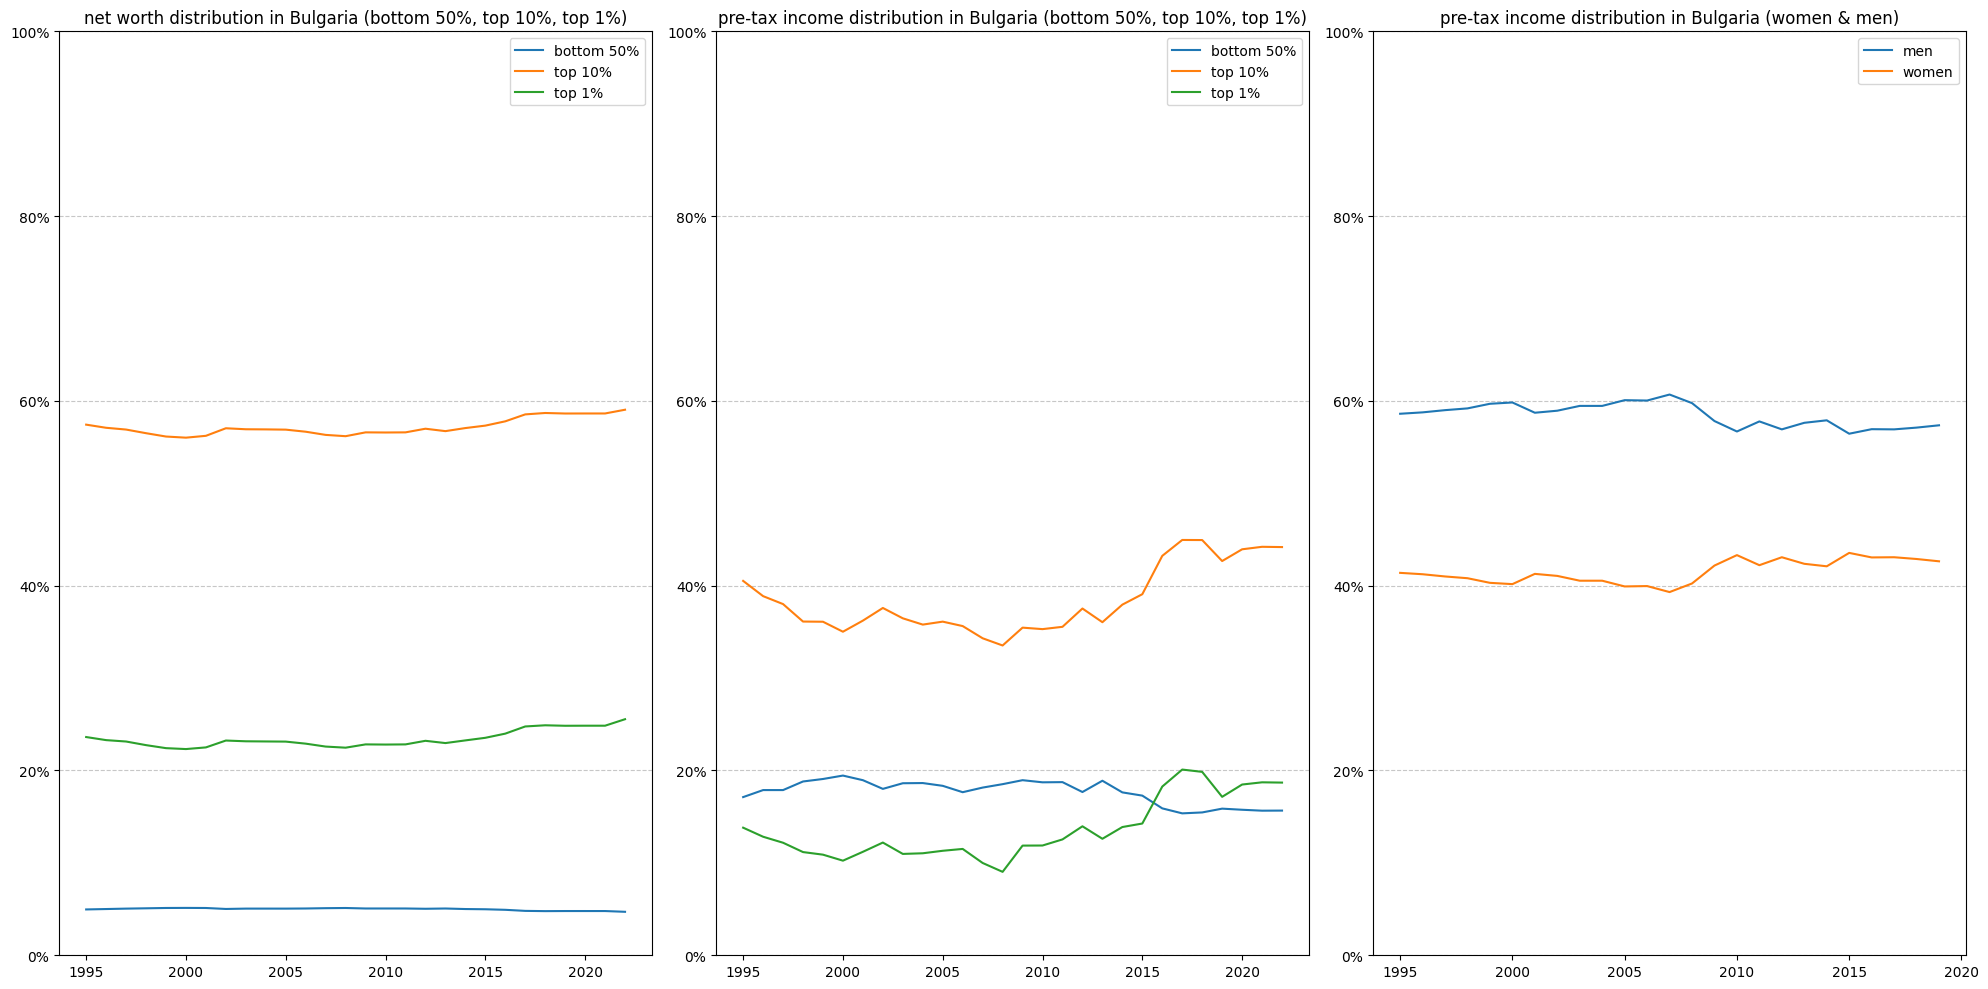 net worth distribution in Bulgaria (bottom 50%, top 10%, top 1%)
100%
80%
60%
40%
20%
0%
1995 2000 2005 2010 2015 2020
bottom 50%
top 10%
top 1%
pre-tax income distribution in Bulgaria (bottom 50%, top 10%, top 1%)
100%
80%
60%
40%
20%
0%
1995 2000 2005 2010 2015 2020
bottom 50%
top 10%
top 1%
pre-tax income distribution in Bulgaria (women & men)
100%
80%
60%
40%
20%
0%
1995 2000 2005 2010 2015 2020
men
women